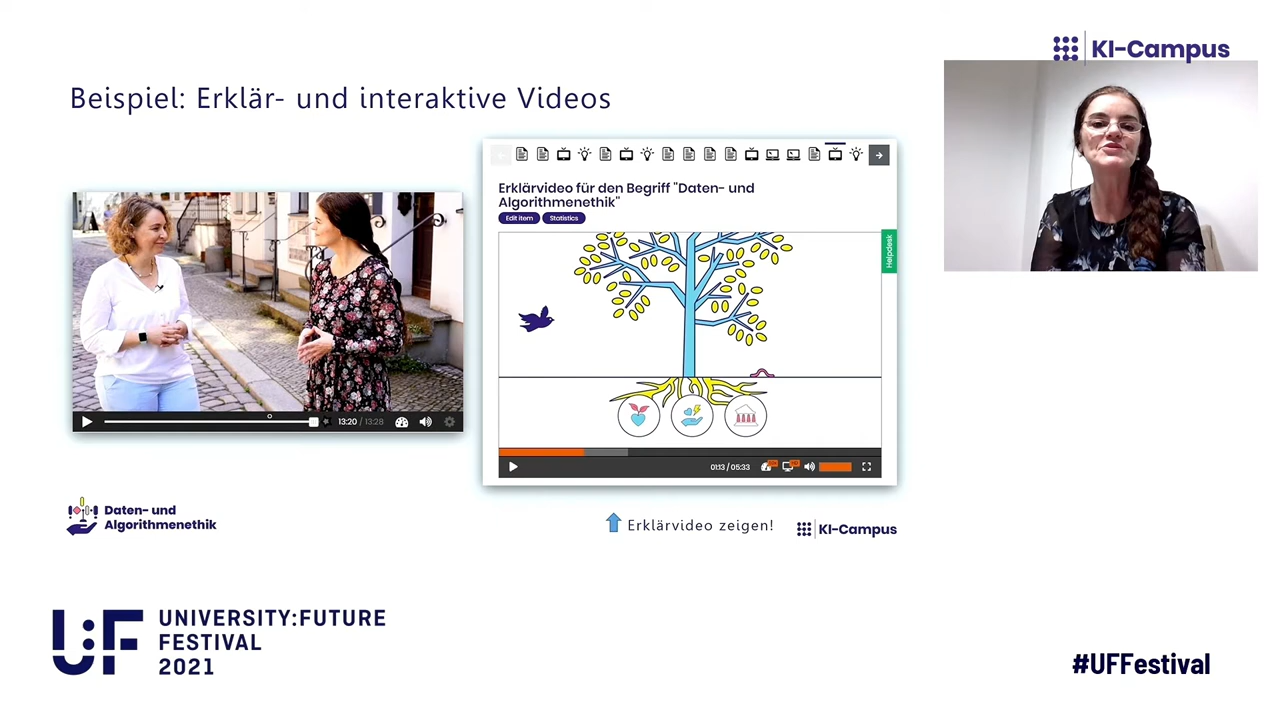 KI-Campus
Beispiel: Erklär- und interaktive Videos
Erklärvideo für den Begriff "Daten- und
Algorithmenethik"
Edit item
Statistics
Helpdesk
13:20 / 13:28
01:13 / 05:33
Daten- und
Algorithmenethik
Erklärvideo zeigen!
KI-Campus
U:F
UNIVERSITY:FUTURE
FESTIVAL
2021
#UFFestival